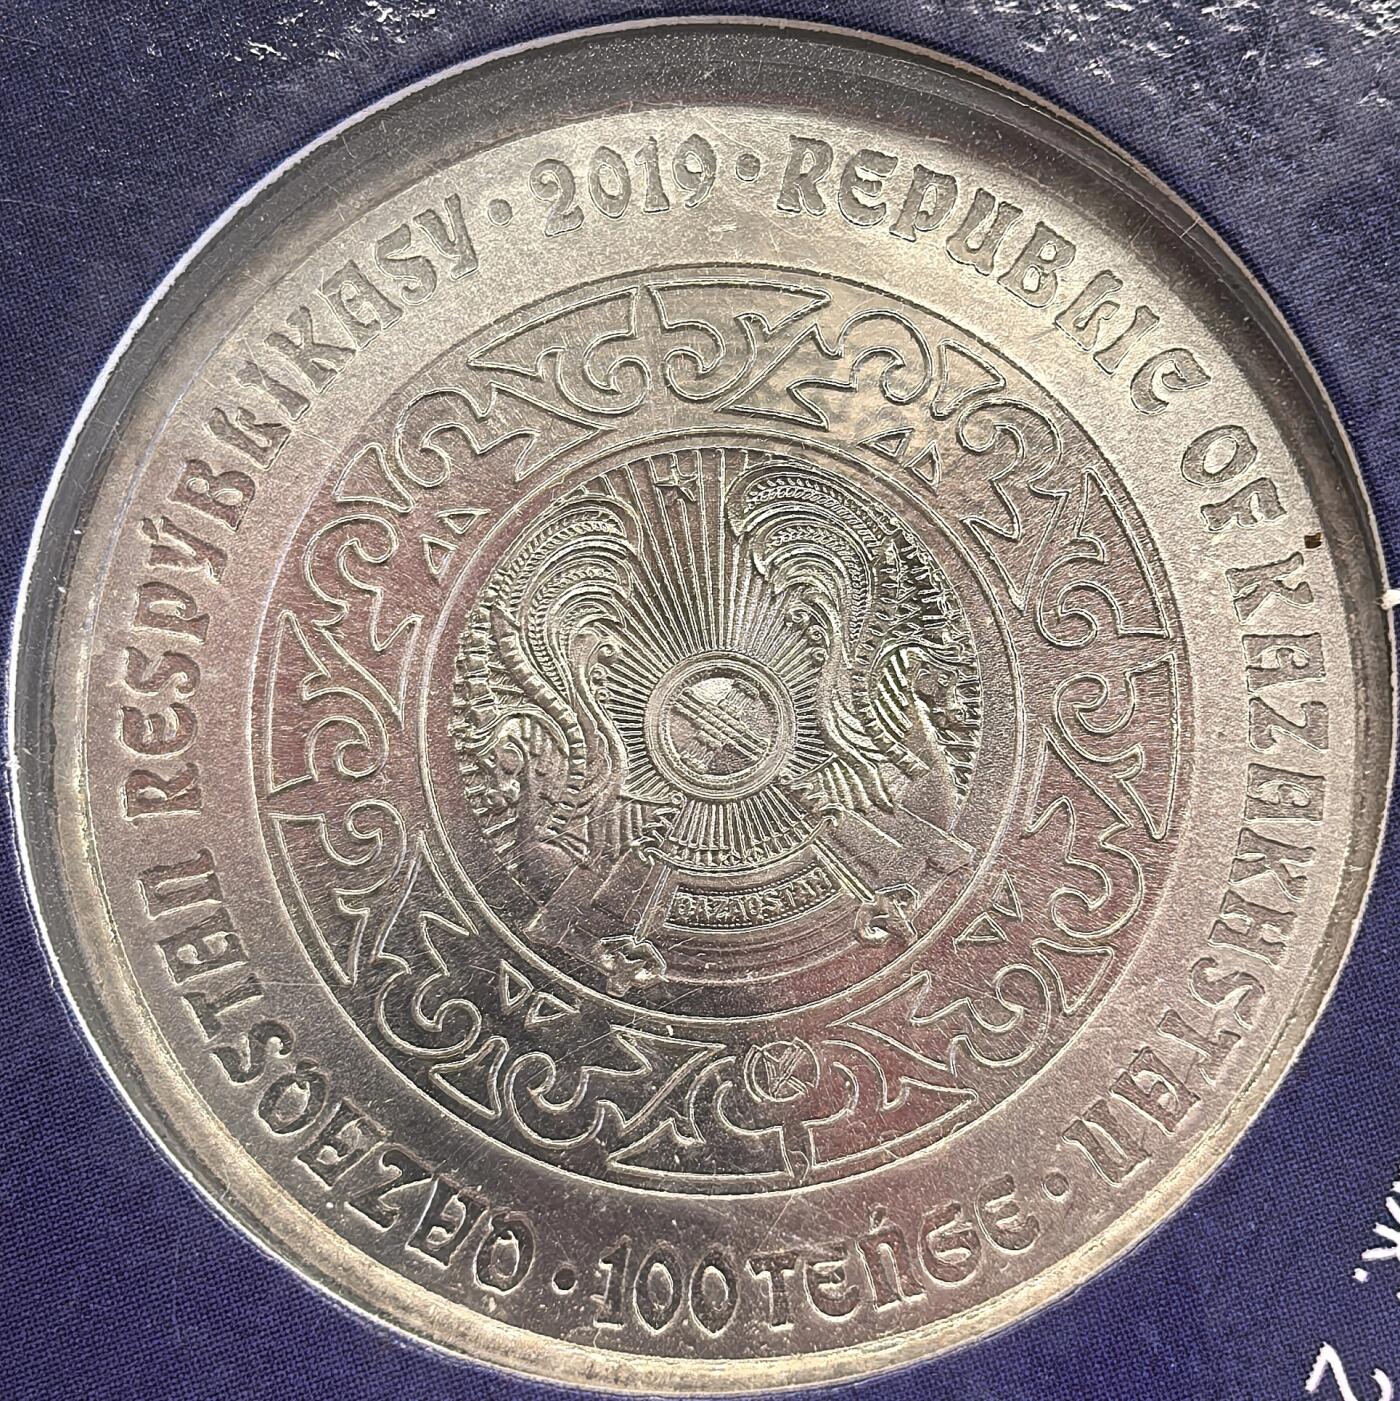 QAZAQSTAN RESPÝBLIKASY • 2019 • REPUBLIC OF KAZAKHSTAN •
100 TEŃGE •
QAZAQSTAN